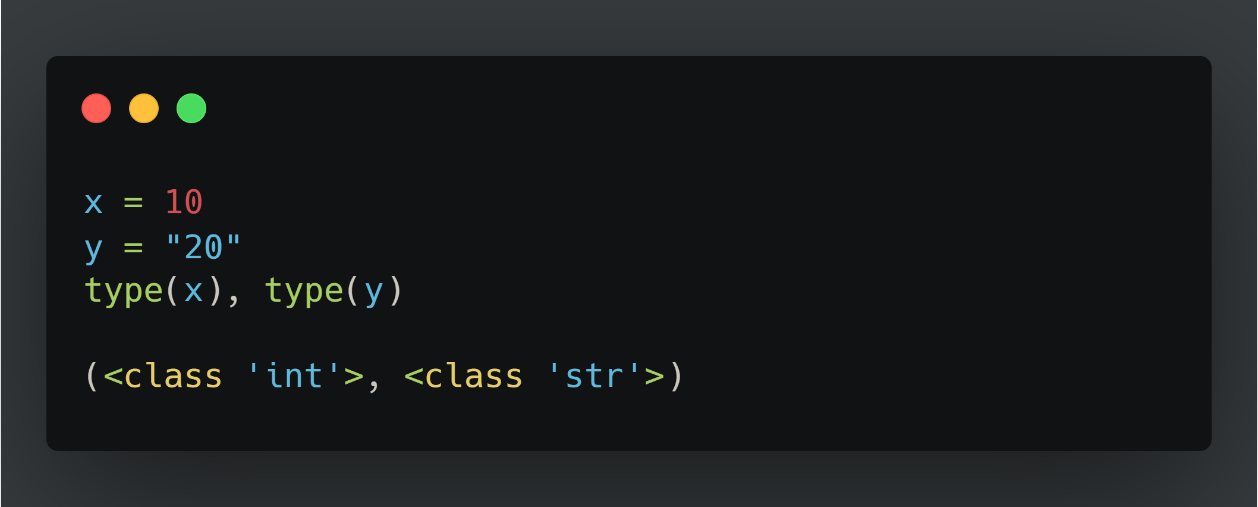 x = 10
y = "20"
type(x), type(y)
(<class 'int'>, <class 'str'>)